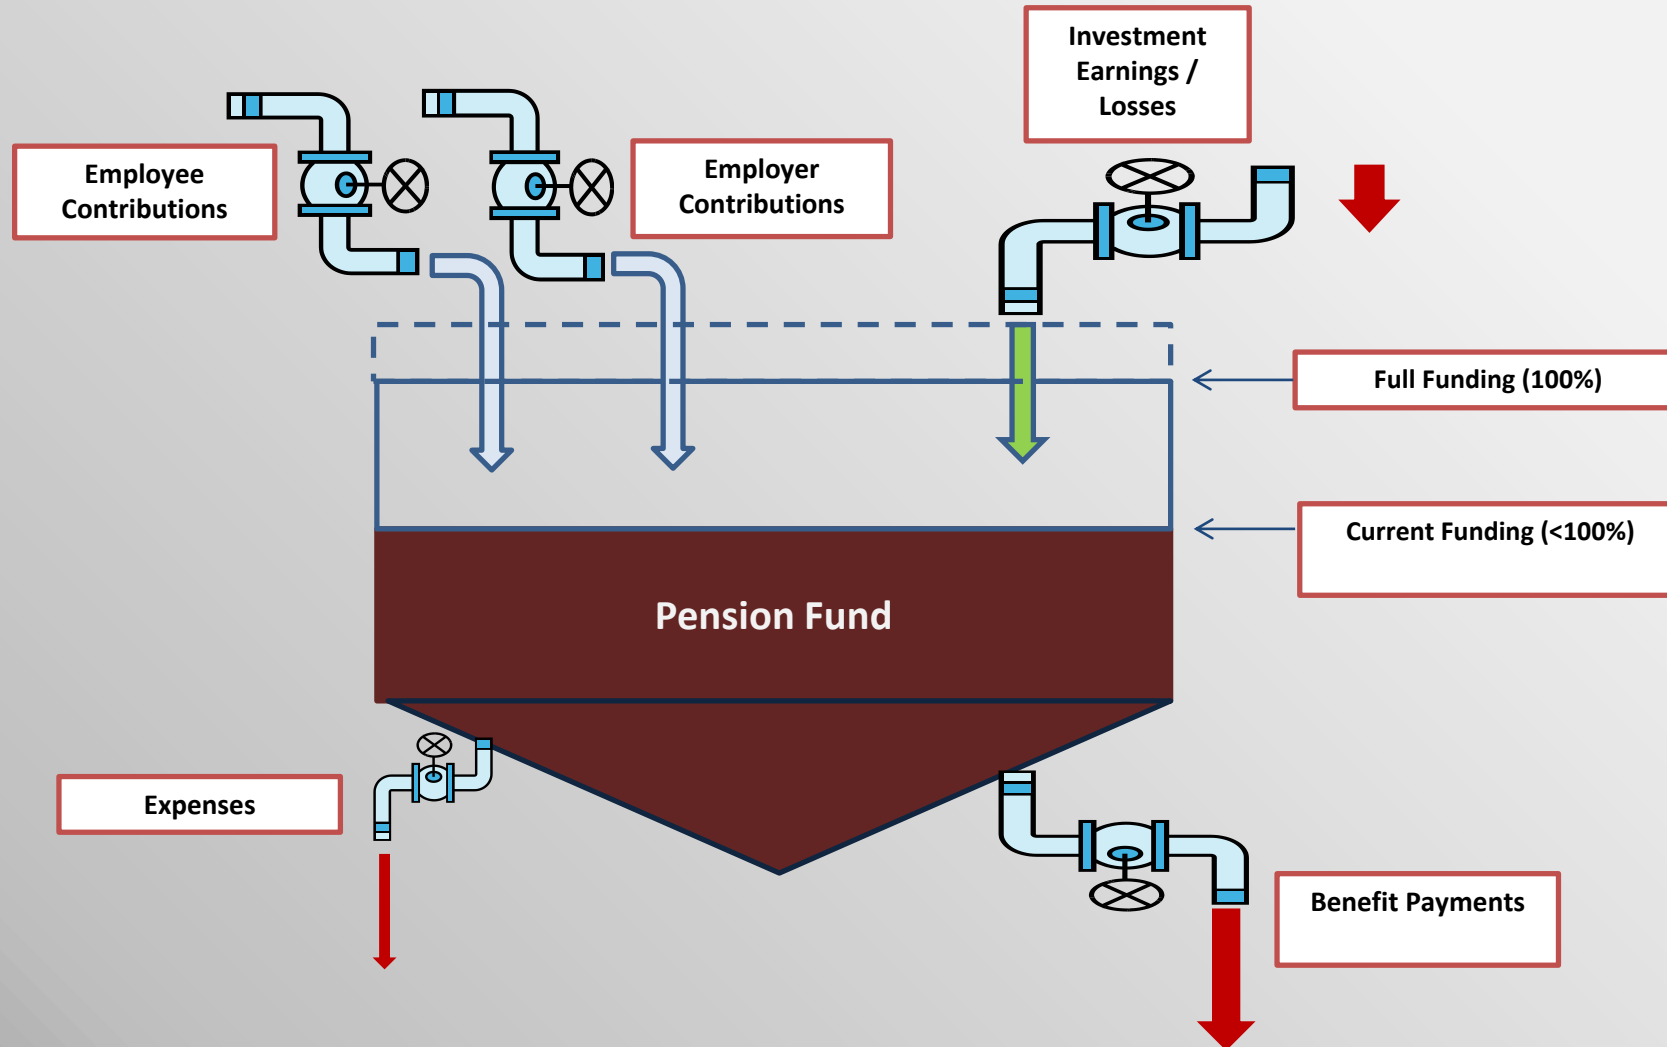 Investment
Earnings /
Losses
Employee
Contributions
Employer
Contributions
Full Funding (100%)
Current Funding (<100%)
Pension Fund
Expenses
Benefit Payments